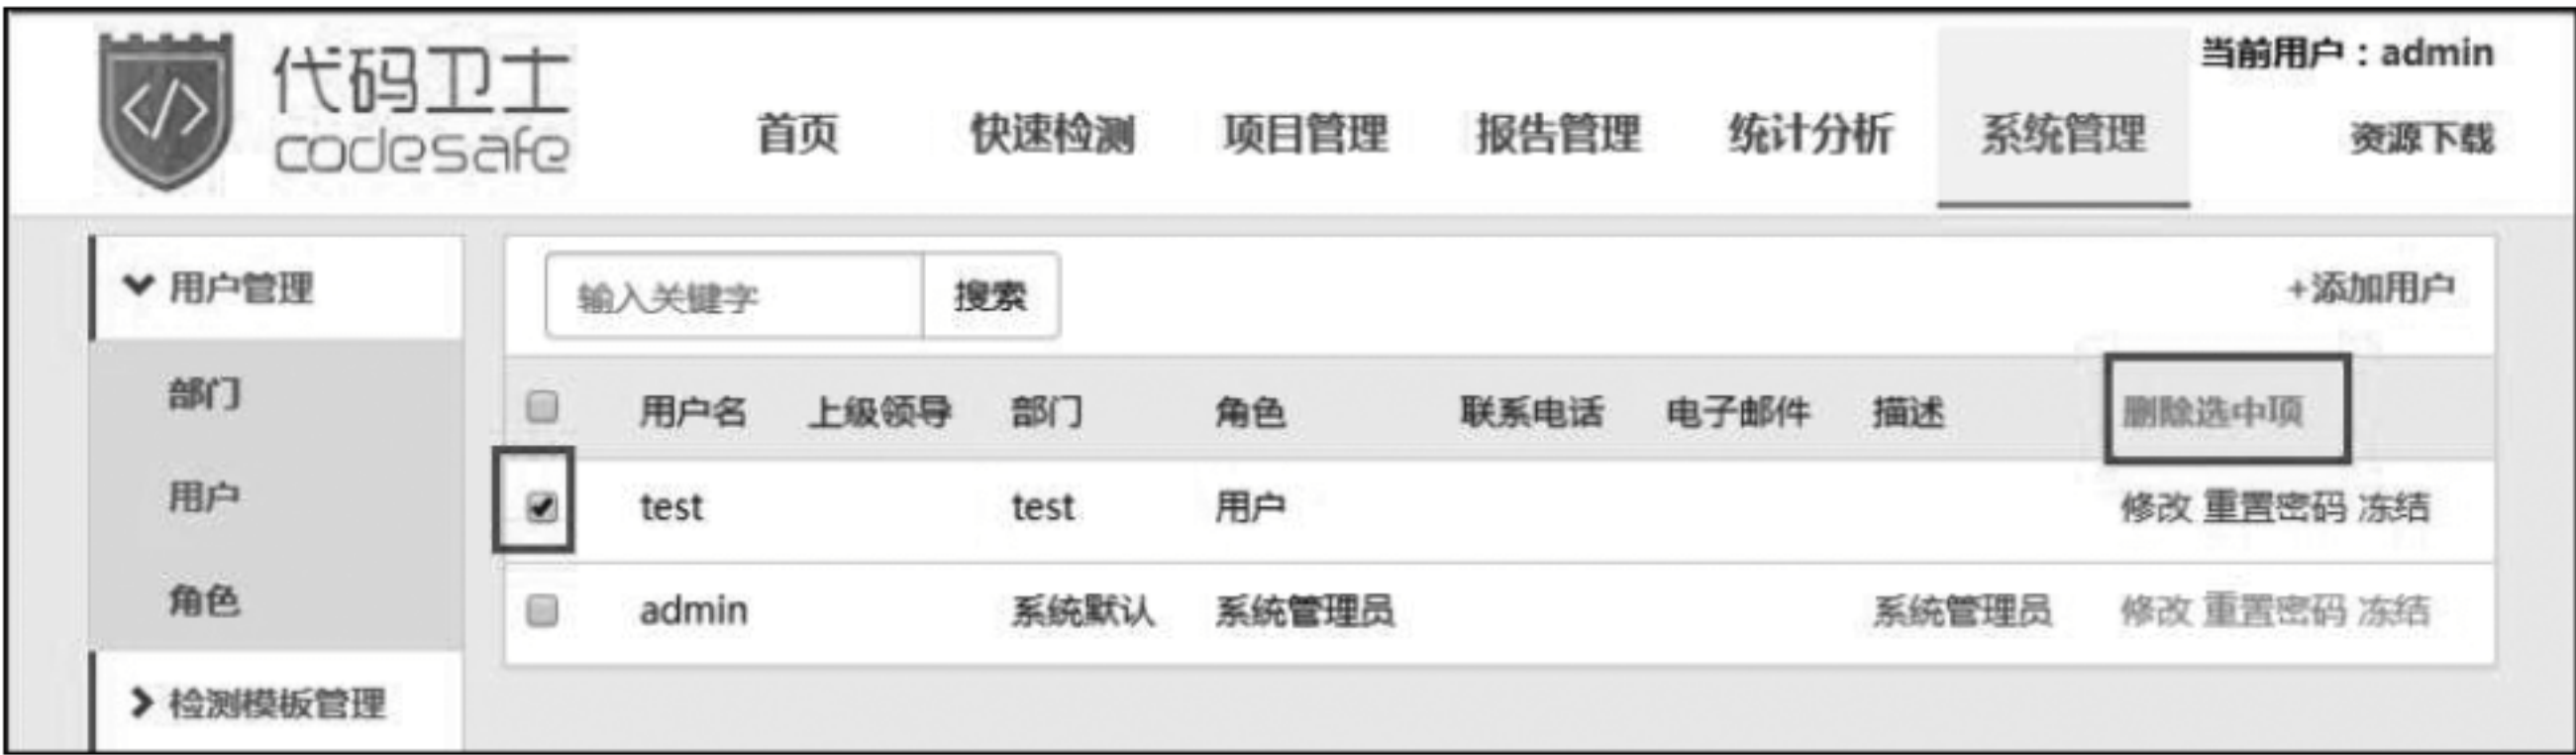 代码卫士
codesafe
当前用户：admin
首页 快速检测 项目管理 报告管理 统计分析 系统管理 资源下载
用户管理
部门
用户
角色
检测模板管理
输入关键字 搜索 +添加用户
用户名 上级领导 部门 角色 联系电话 电子邮件 描述 删除选中项
test test 用户 修改 重置密码 冻结
admin 系统默认 系统管理员 系统管理员 修改 重置密码 冻结